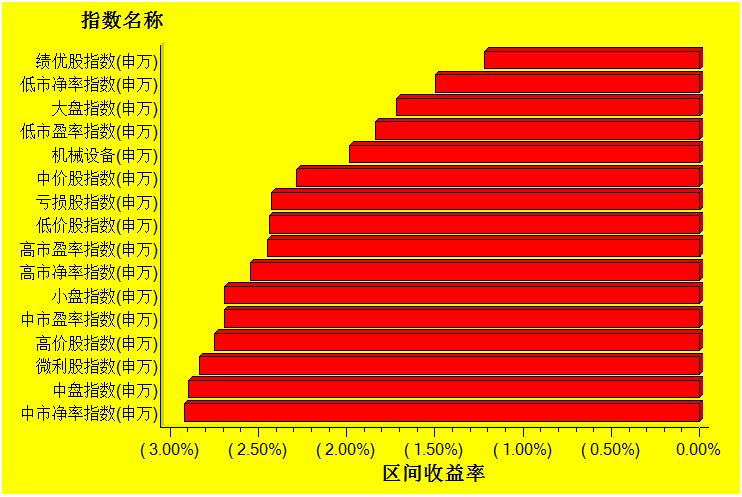 指数名称
绩优股指数(申万)
低市净率指数(申万)
大盘指数(申万)
低市盈率指数(申万)
机械设备(申万)
中价股指数(申万)
亏损股指数(申万)
低价股指数(申万)
高市盈率指数(申万)
高市净率指数(申万)
小盘指数(申万)
中市盈率指数(申万)
高价股指数(申万)
微利股指数(申万)
中盘指数(申万)
中市净率指数(申万)
(3.00%) (2.50%) (2.00%) (1.50%) (1.00%) (0.50%) 0.00%
区间收益率